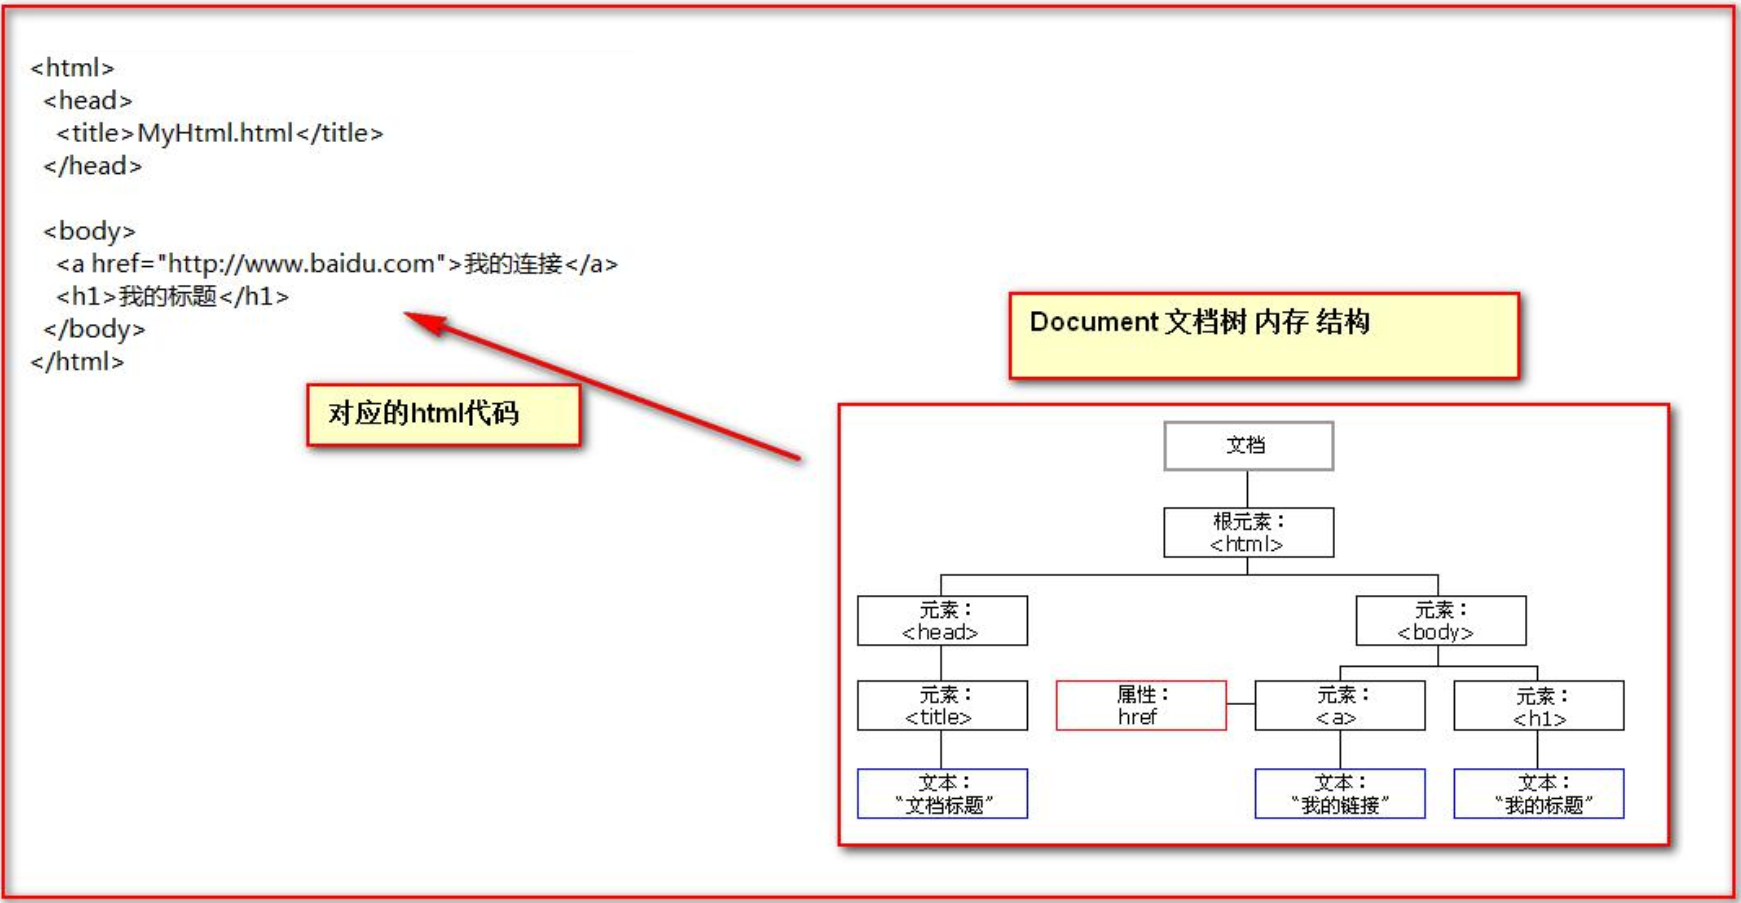 <html>
<head>
<title>MyHtml.html</title>
</head>
<body>
<a href="http://www.baidu.com">我的连接</a>
<h1>我的标题</h1>
</body>
</html>
对应的html代码
Document 文档树 内存 结构
文档
根元素：
<html>
元素：
<head>
元素：
<body>
元素：
<title>
属性：
href
元素：
<a>
元素：
<h1>
文本：
“文档标题”
文本：
“我的链接”
文本：
“我的标题”